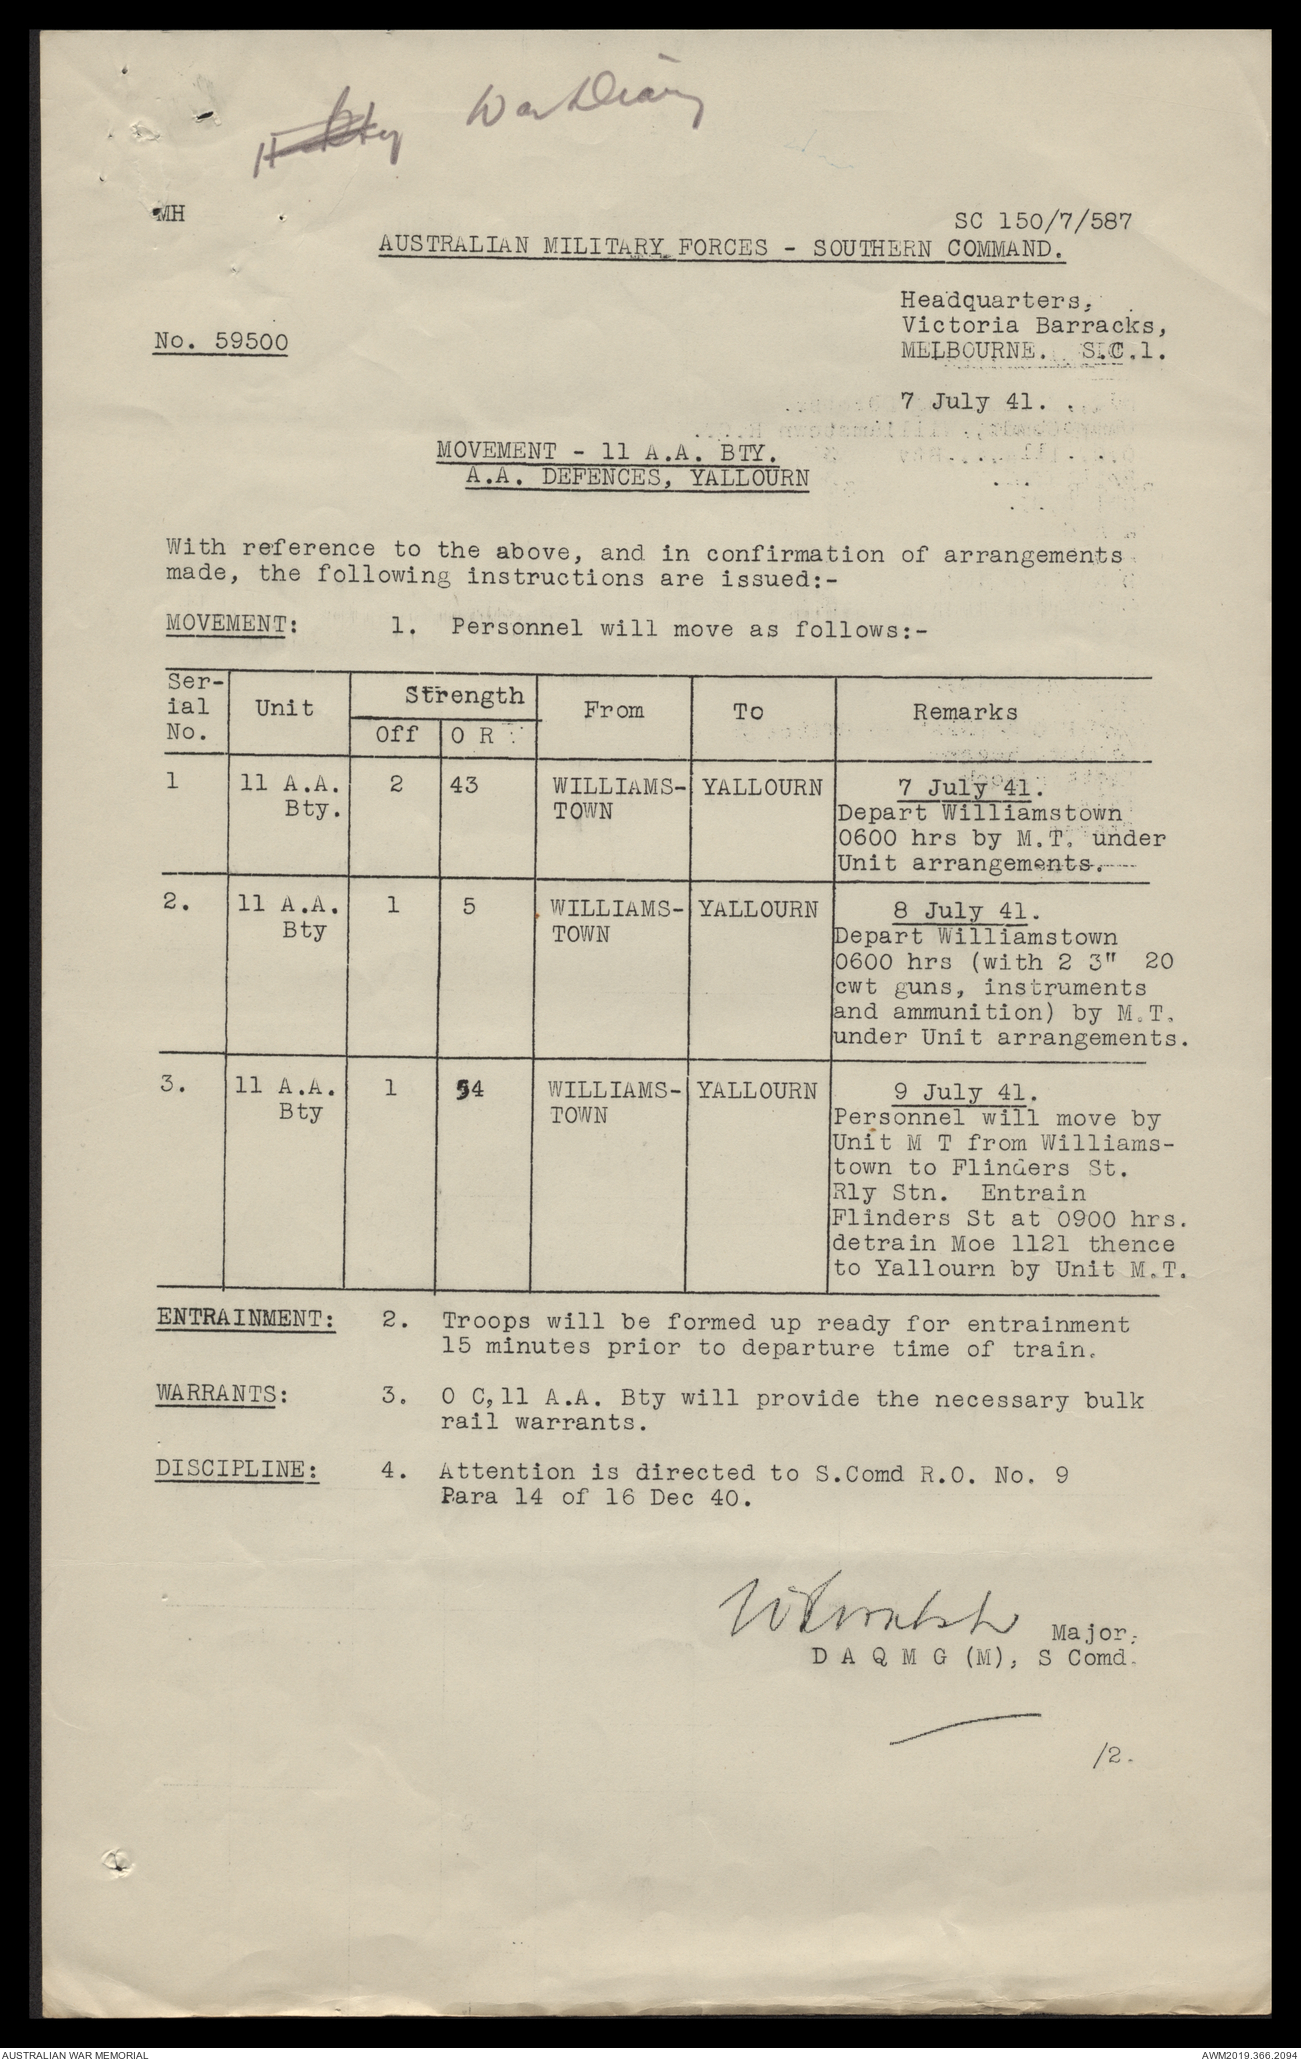 War Diary
MH
SC 150/7/587
AUSTRALIAN MILITARY FORCES - SOUTHERN COMMAND.
Headquarters,
Victoria Barracks,
No. 59500
MELBOURNE. S.C.1.
7 July 41.
MOVEMENT - 11 A.A. BTY.
A.A. DEFENCES, YALLOURN
With reference to the above, and in confirmation of arrangements
made, the following instructions are issued:-
MOVEMENT: 1. Personnel will move as follows:-
Ser-
ial
No.
Unit
Strength
Off
O R
From
To
Remarks
1
11 A.A.
Bty.
2
43
WILLIAMS-
TOWN
YALLOURN
7 July 41.
Depart Williamstown
0600 hrs by M.T. under
Unit arrangements.
2.
11 A.A.
Bty
1
5
WILLIAMS-
TOWN
YALLOURN
8 July 41.
Depart Williamstown
0600 hrs (with 2 3" 20
cwt guns, instruments
and ammunition) by M.T.
under Unit arrangements.
3.
11 A.A.
Bty
1
54
WILLIAMS-
TOWN
YALLOURN
9 July 41.
Personnel will move by
Unit M T from Williams-
town to Flinders St.
Rly Stn. Entrain
Flinders St at 0900 hrs.
detrain Moe 1121 thence
to Yallourn by Unit M.T.
ENTRAINMENT: 2. Troops will be formed up ready for entrainment
15 minutes prior to departure time of train.
WARRANTS: 3. O C,11 A.A. Bty will provide the necessary bulk
rail warrants.
DISCIPLINE: 4. Attention is directed to S.Comd R.O. No. 9
Para 14 of 16 Dec 40.
Major.
D A Q M G (M), S Comd.
/2.
AUSTRALIAN WAR MEMORIAL
AWM2019.366.2094